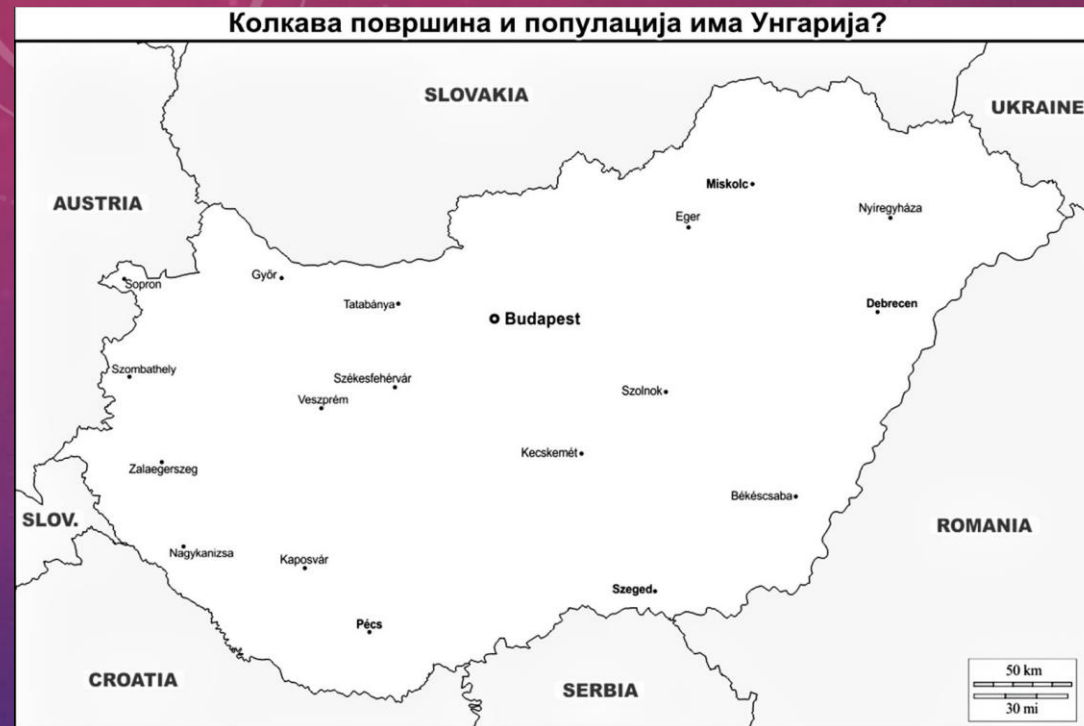 Колкава површина и популација има Унгарија?
SLOVAKIA
UKRAINE
AUSTRIA
Miskolc
Eger
Nyíregyháza
Sopron
Győr
Tatabánya
Budapest
Debrecen
Szombathely
Székesfehérvár
Veszprém
Szolnok
Kecskemét
Zalaegerszeg
Békéscsaba
SLOV.
ROMANIA
Nagykanizsa
Kaposvár
Szeged
Pécs
CROATIA
SERBIA
50 km
30 mi